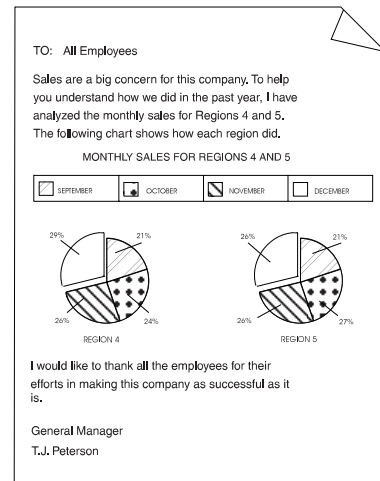 TO: All Employees
Sales are a big concern for this company. To help
you understand how we did in the past year, I have
analyzed the monthly sales for Regions 4 and 5.
The following chart shows how each region did.
MONTHLY SALES FOR REGIONS 4 AND 5
SEPTEMBER OCTOBER NOVEMBER DECEMBER
29% 21% 26% 21%
26% 24% 26% 27%
REGION 4 REGION 5
I would like to thank all the employees for their
efforts in making this company as successful as it
is.
General Manager
T.J. Peterson